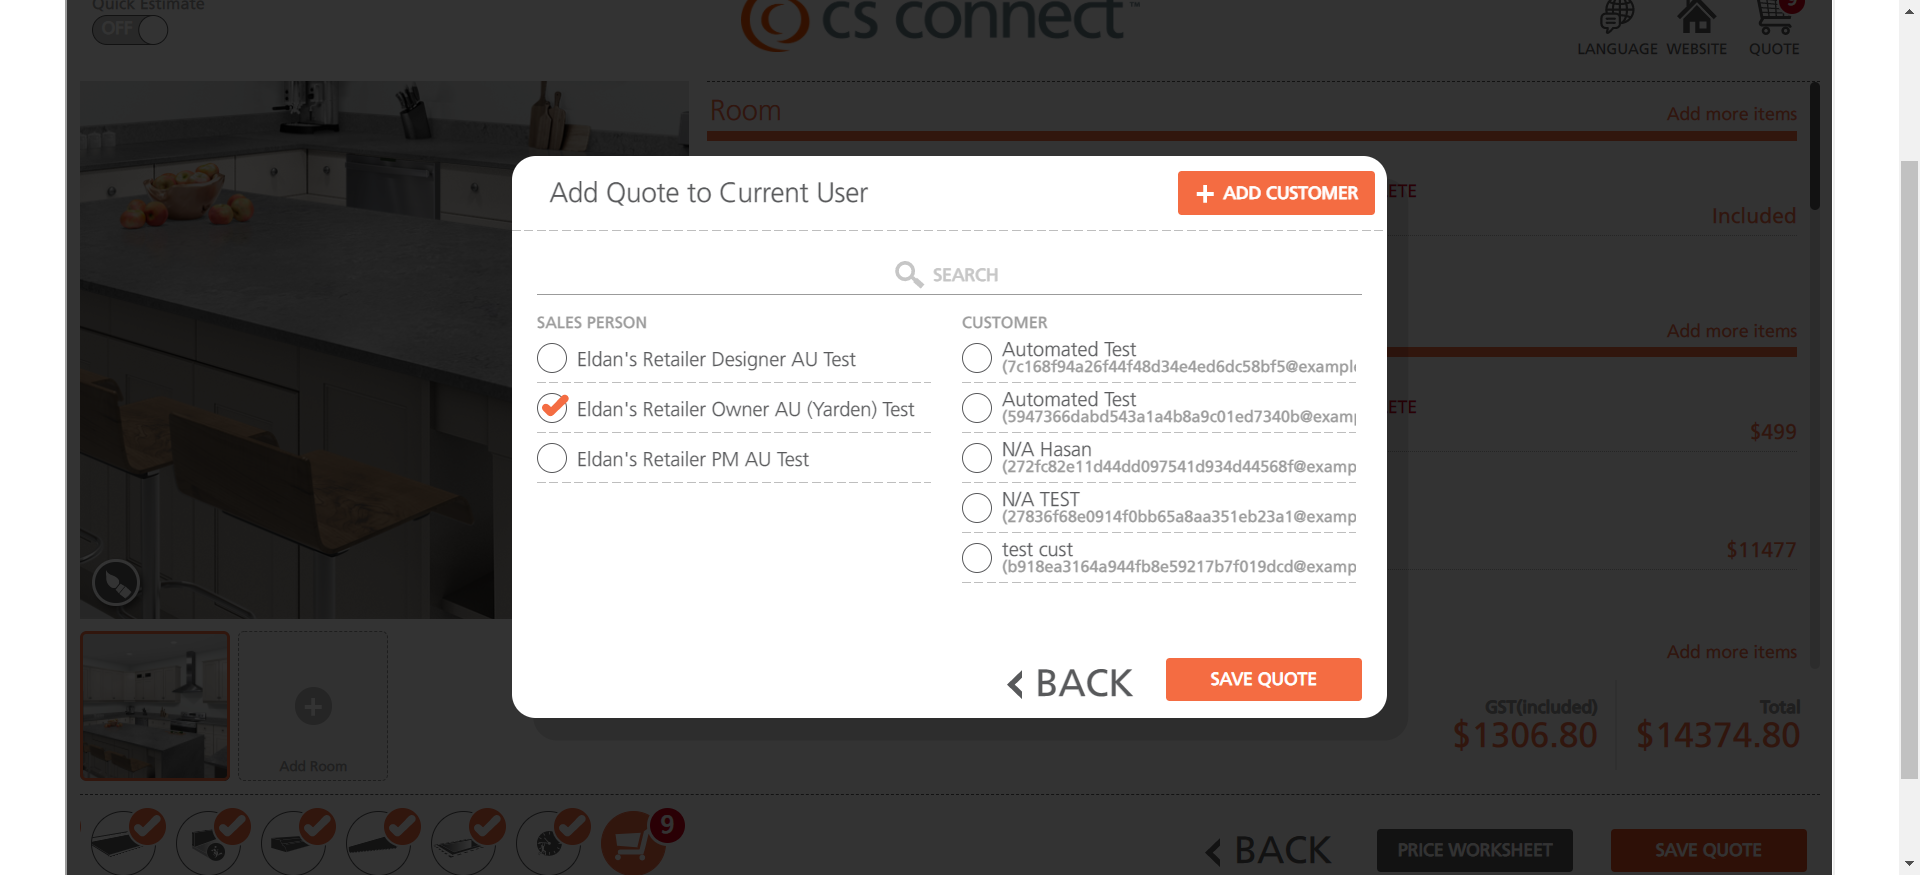 Quick Estimate
OFF
cs connect™
LANGUAGE WEBSITE QUOTE
Room
Add more items
ETE
Included
Add more items
ETE
$499
$11477
Add more items
GST(included)
$1306.80
Total
$14374.80
Add Quote to Current User
+ ADD CUSTOMER
SEARCH
SALES PERSON
Eldan's Retailer Designer AU Test
Eldan's Retailer Owner AU (Yarden) Test
Eldan's Retailer PM AU Test
CUSTOMER
Automated Test
(7c168f94a26f44f48d34e4ed6dc58bf5@example
Automated Test
(5947366dabd543a1a4b8a9c01ed7340b@examp
N/A Hasan
(272fc82e11d44dd097541d934d44568f@examp
N/A TEST
(27836f68e0914f0bb65a8aa351eb23a1@examp
test cust
(b918ea3164a944fb8e59217b7f019dcd@examp
BACK
SAVE QUOTE
Add Room
9
BACK
PRICE WORKSHEET
SAVE QUOTE